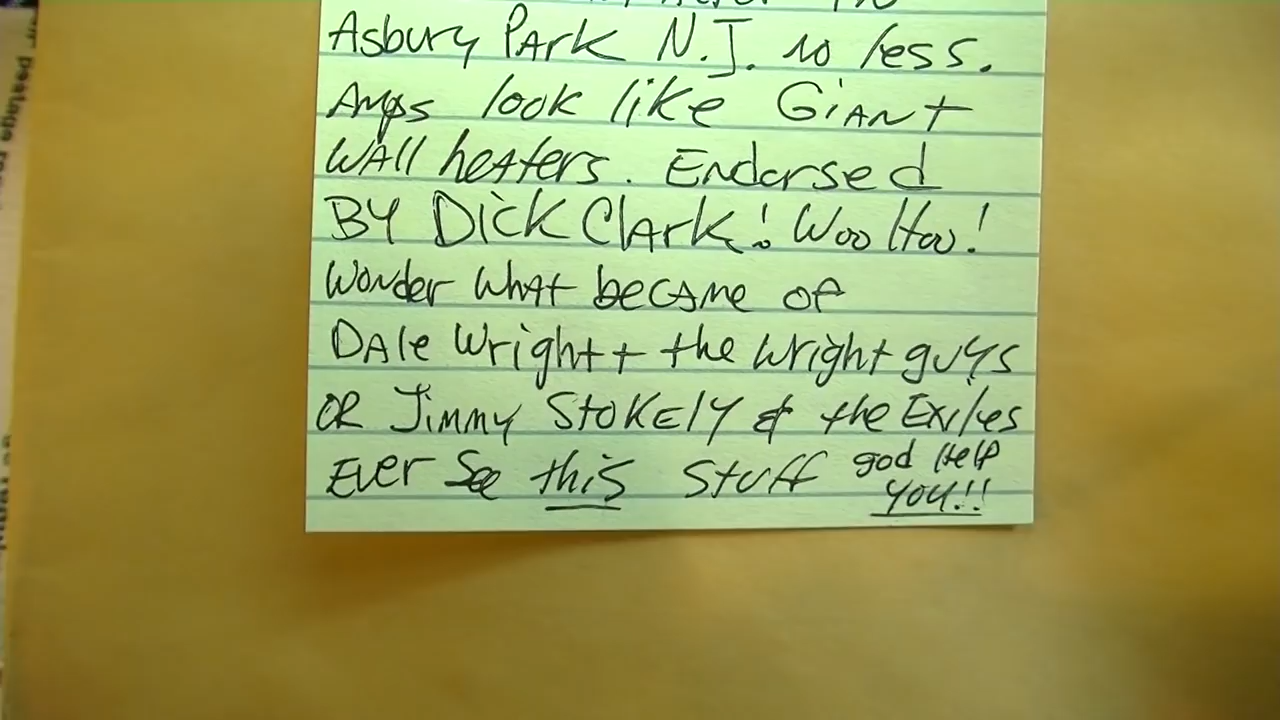 Asbury Park N.J. no less.
Amps look like Giant
Wall heaters. Endorsed
By Dick Clark! Woo Hoo!
Wonder what became of
Dale Wright + the Wright guys
or Jimmy Stokely & the Exiles
Ever See this Stuff god Help
YOU!!